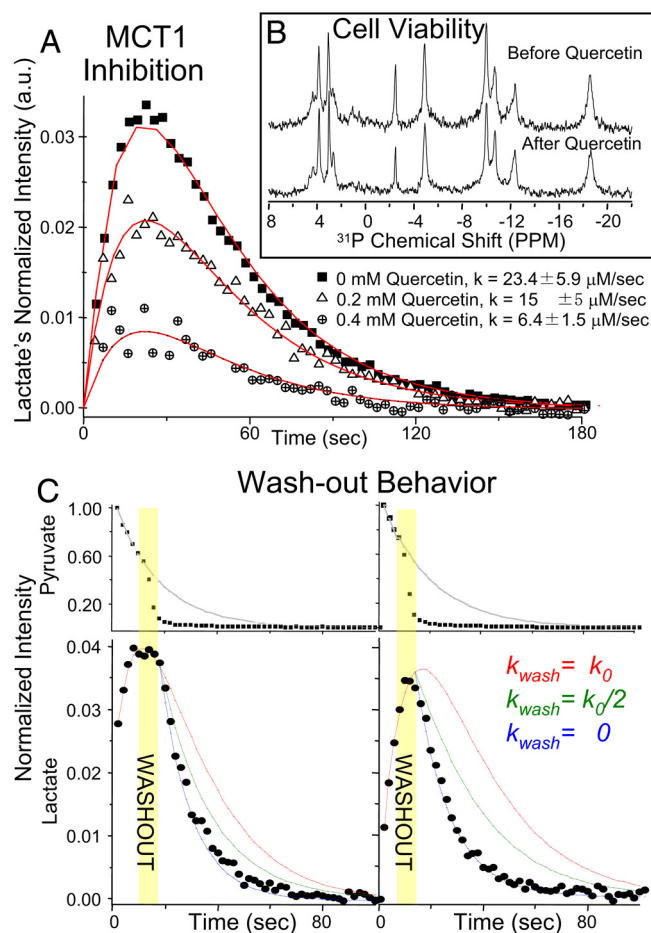 A
MCT1
Inhibition
Lactate's Normalized Intensity (a.u.)
0.03
0.02
0.01
0.00
0
60
120
180
Time (sec)
B
Cell Viability
Before Quercetin
After Quercetin
8 4 -0 -4 -8 -12 -16 -20
³¹P Chemical Shift (PPM)
■ 0 mM Quercetin, k = 23.4±5.9 μM/sec
△ 0.2 mM Quercetin, k = 15 ±5 μM/sec
⊕ 0.4 mM Quercetin, k = 6.4±1.5 μM/sec
C
Wash-out Behavior
Normalized Intensity
Pyruvate
1.00
0.60
0.20
Lactate
0.04
0.03
0.02
0.01
0.00
WASHOUT
WASHOUT
k_wash = k_0
k_wash = k_0/2
k_wash = 0
0 Time (sec) 80
0 Time (sec) 80